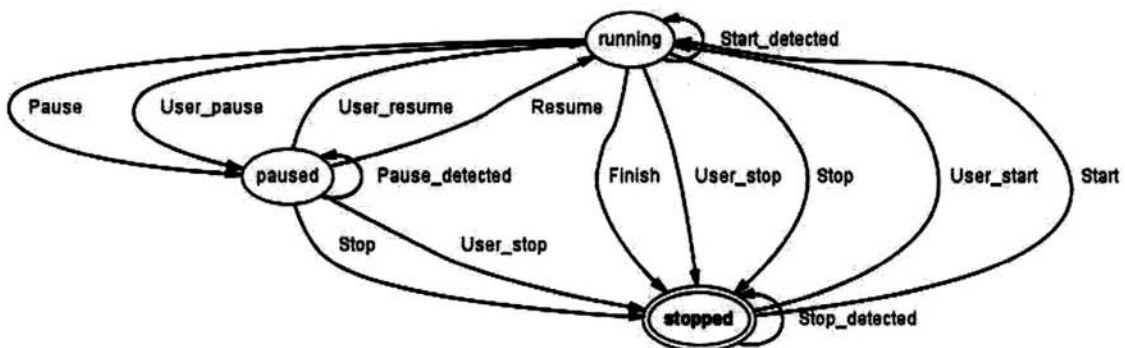 running
Start_detected
Pause
User_pause
User_resume
Resume
paused
Pause_detected
Finish
User_stop
Stop
User_start
Start
Stop
User_stop
stopped
Stop_detected